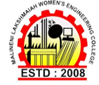 MALINENI LAKSHMAIAH WOMEN'S ENGINEERING COLLEGE
ESTD : 2008